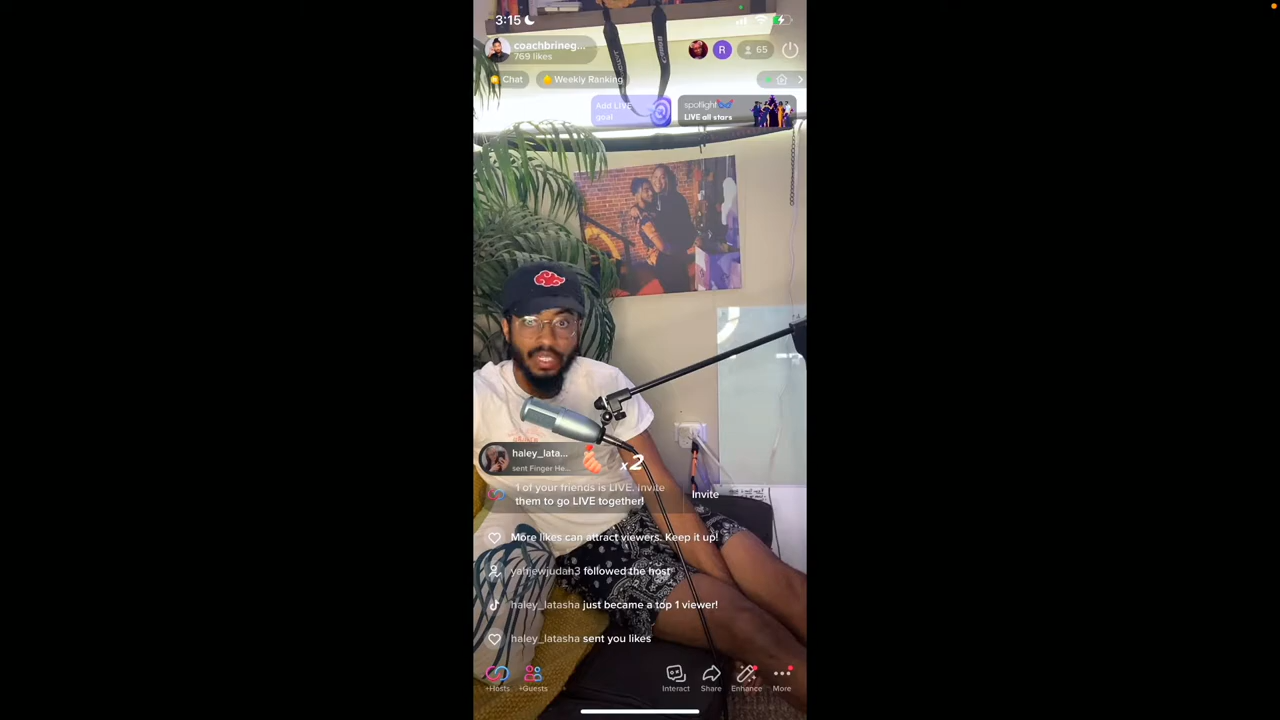 3:15
coachbrineg...
769 likes
R
65
Chat
Weekly Ranking
Add LIVE
goal
spotlight
LIVE all stars
haley_lata...
sent Finger He...
x2
1 of your friends is LIVE. Invite
them to go LIVE together!
Invite
More likes can attract viewers. Keep it up!
yahjewjudah3 followed the host
haley_latasha just became a top 1 viewer!
haley_latasha sent you likes
+Hosts
+Guests
Interact
Share
Enhance
More